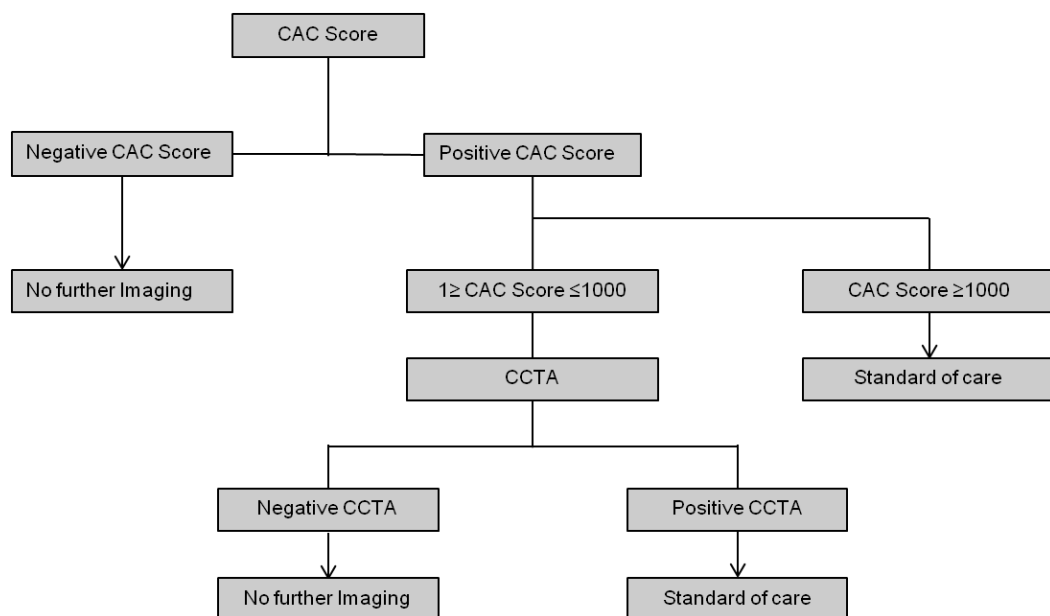 CAC Score
Negative CAC Score
Positive CAC Score
No further Imaging
1≥ CAC Score ≤1000
CAC Score ≥1000
CCTA
Standard of care
Negative CCTA
Positive CCTA
No further Imaging
Standard of care